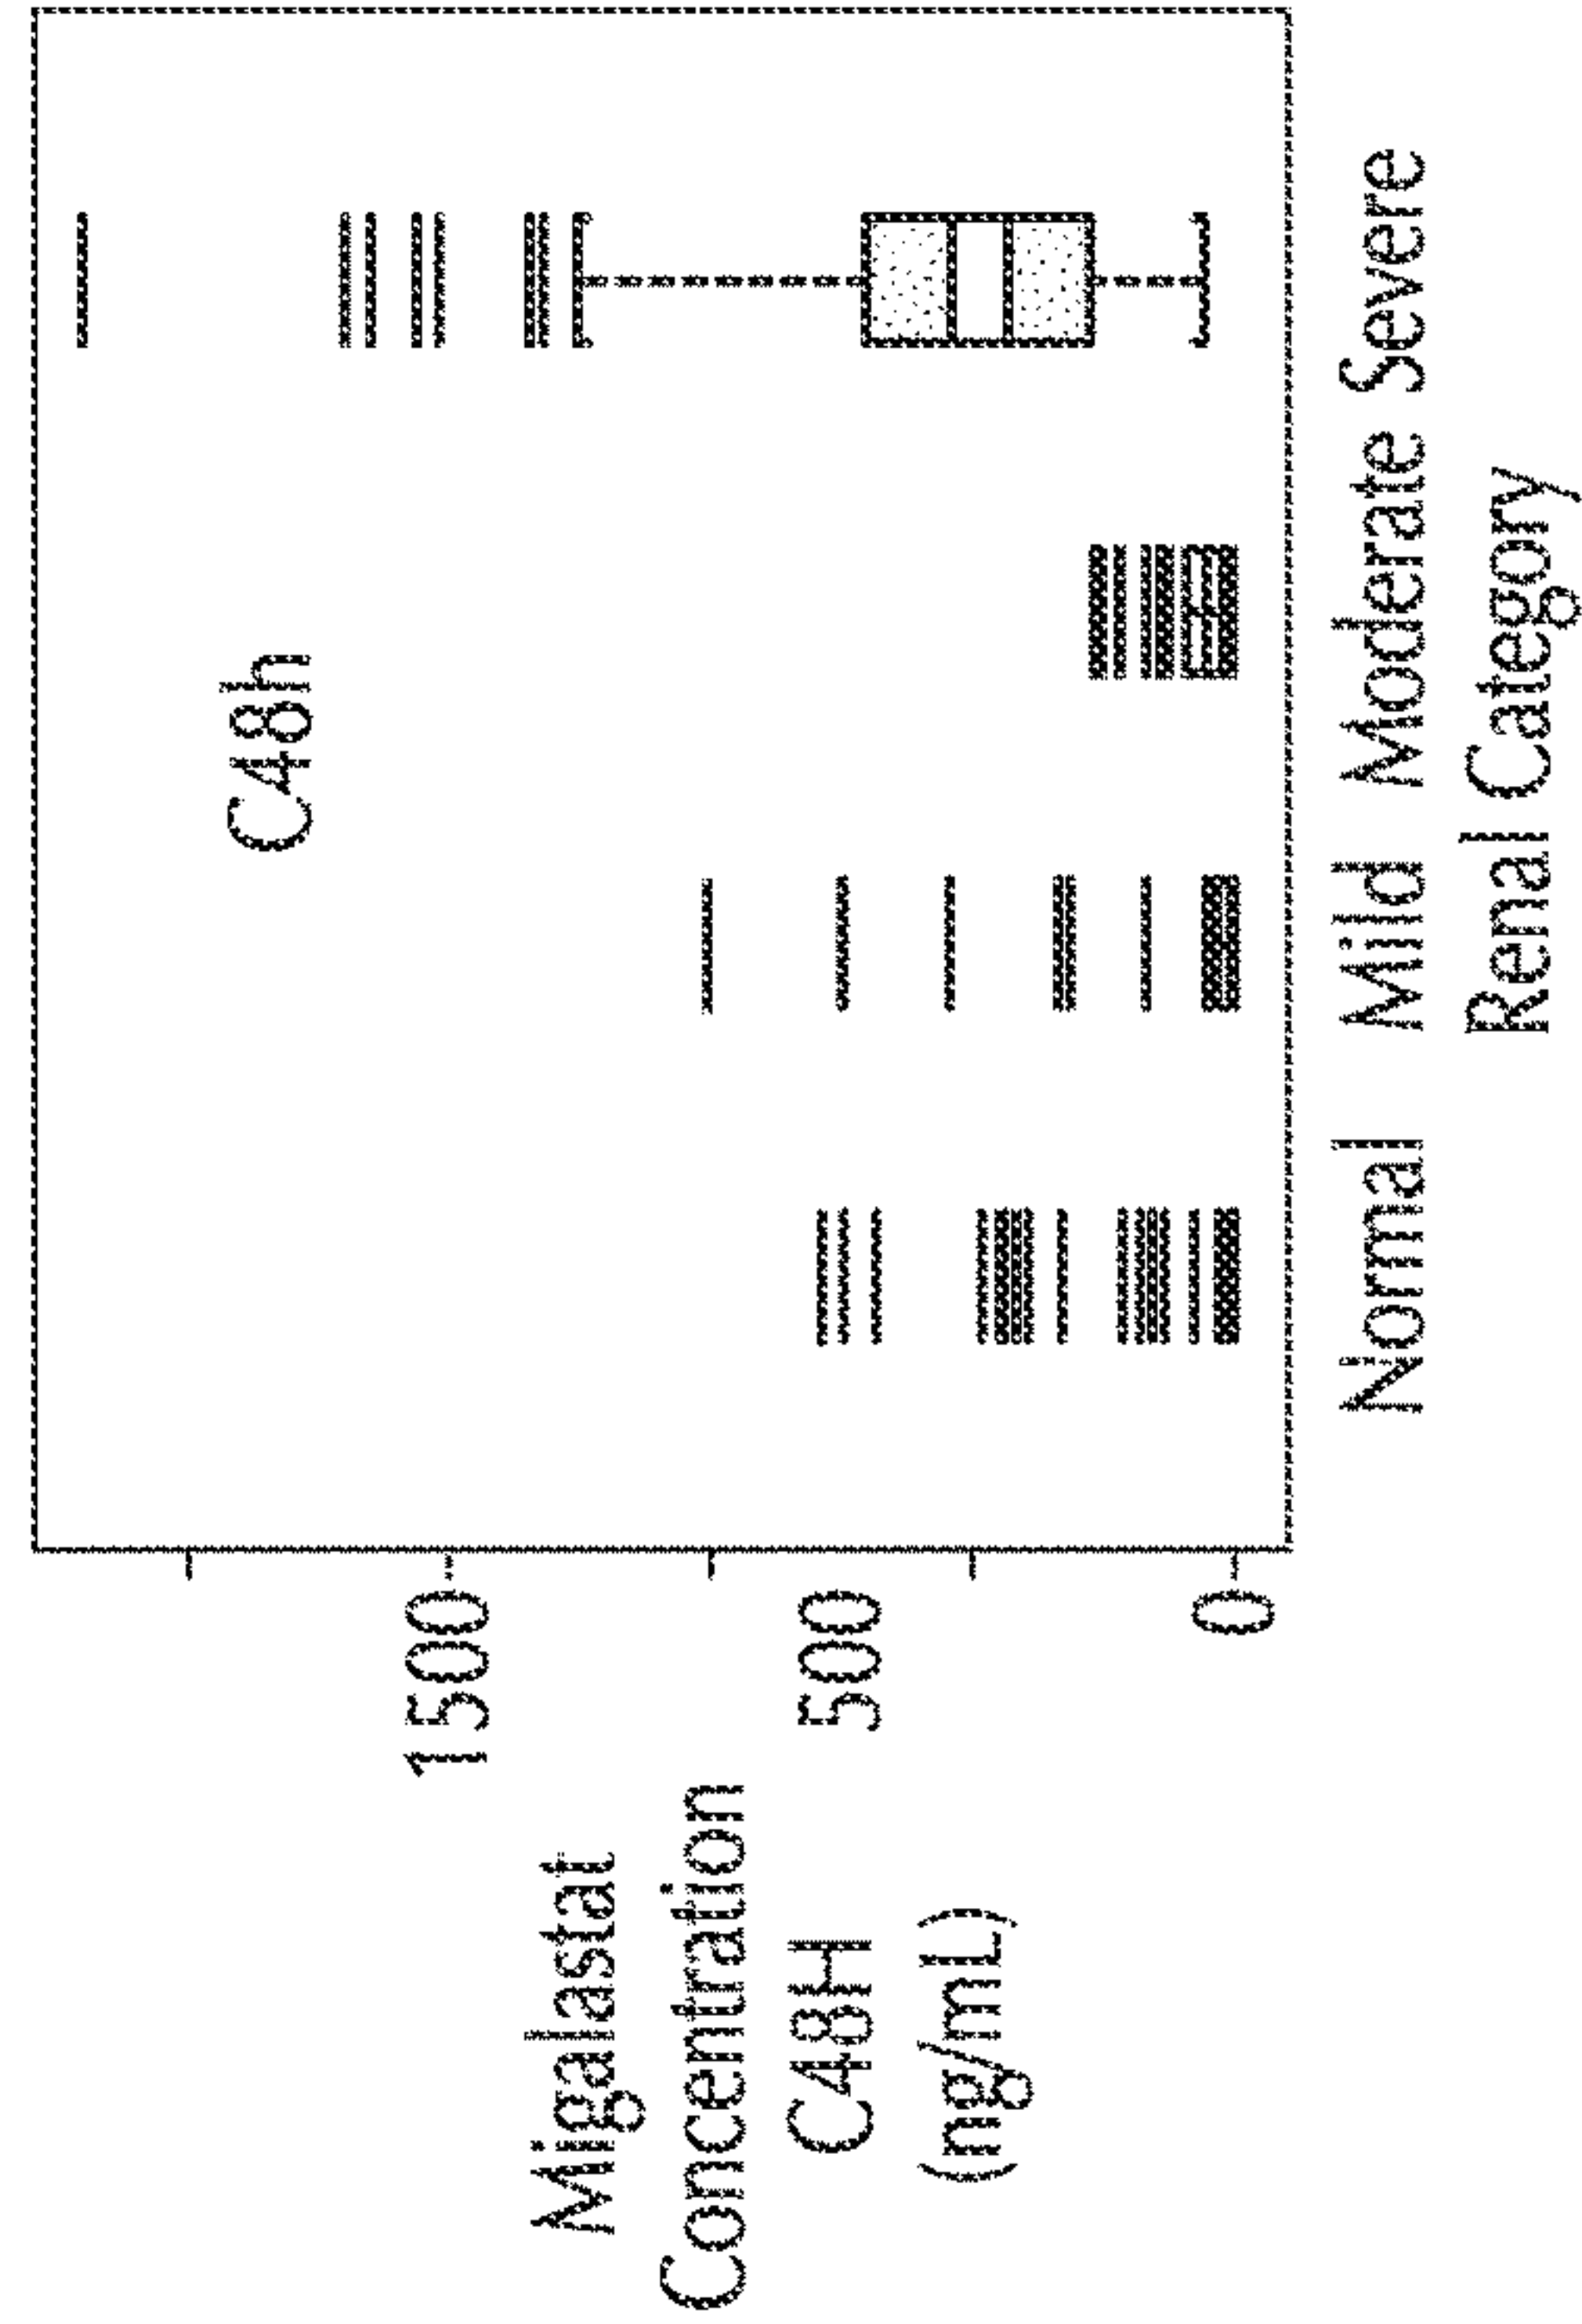 C48h
Migalastat
Concentration
C48H
(ng/mL)
1500
500
0
Normal Mild Moderate Severe
Renal Category